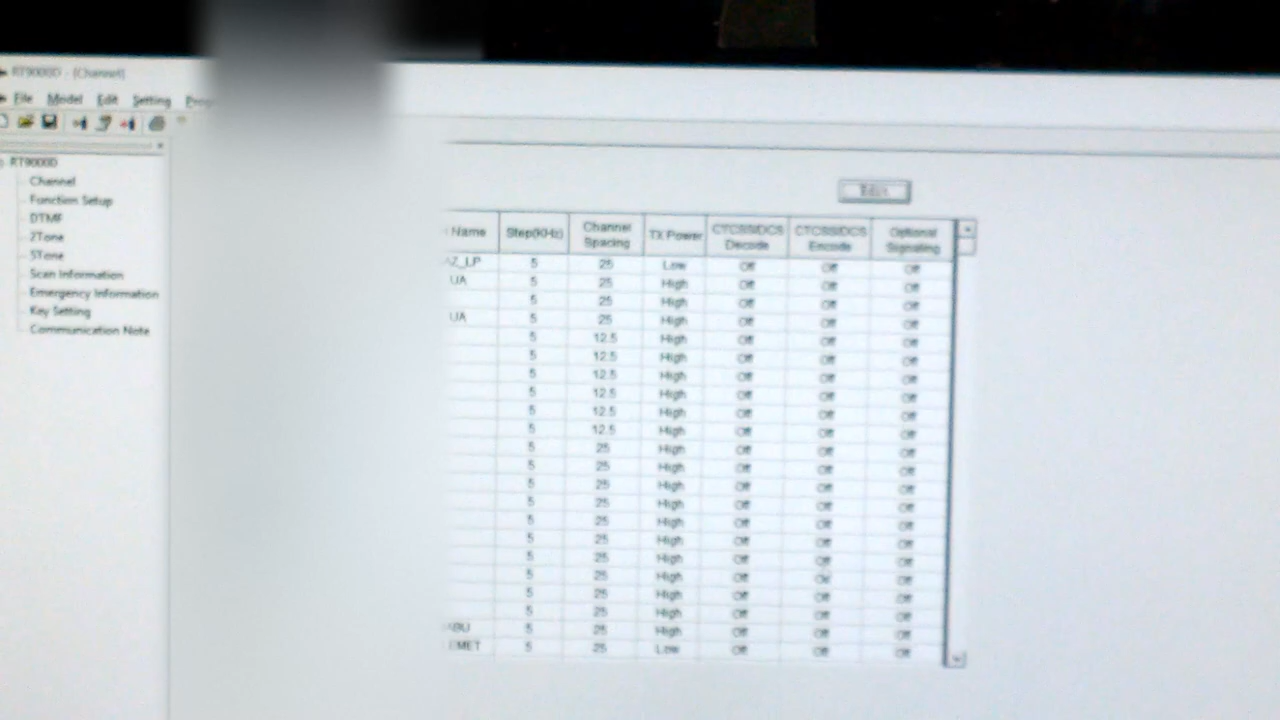 RT9000D - [Channel]
File Model Edit Setting
RT9000D
Channel
Function Setup
DTMF
2Tone
5Tone
Scan Information
Emergency Information
Key Setting
Communication Note
Name Step(KHz) Channel Spacing TX Power CTCSS/DCS Decode CTCSS/DCS Encode Optional Signaling
AZ_LP 5 25 Low Off Off Off
UA 5 25 High Off Off Off
5 25 High Off Off Off
UA 5 25 High Off Off Off
5 12.5 High Off Off Off
5 12.5 High Off Off Off
5 12.5 High Off Off Off
5 12.5 High Off Off Off
5 12.5 High Off Off Off
5 12.5 High Off Off Off
5 25 High Off Off Off
5 25 High Off Off Off
5 25 High Off Off Off
5 25 High Off Off Off
5 25 High Off Off Off
5 25 High Off Off Off
5 25 High Off Off Off
5 25 High Off Off Off
5 25 High Off Off Off
5 25 High Off Off Off
5 25 High Off Off Off
5 25 Low Off Off Off